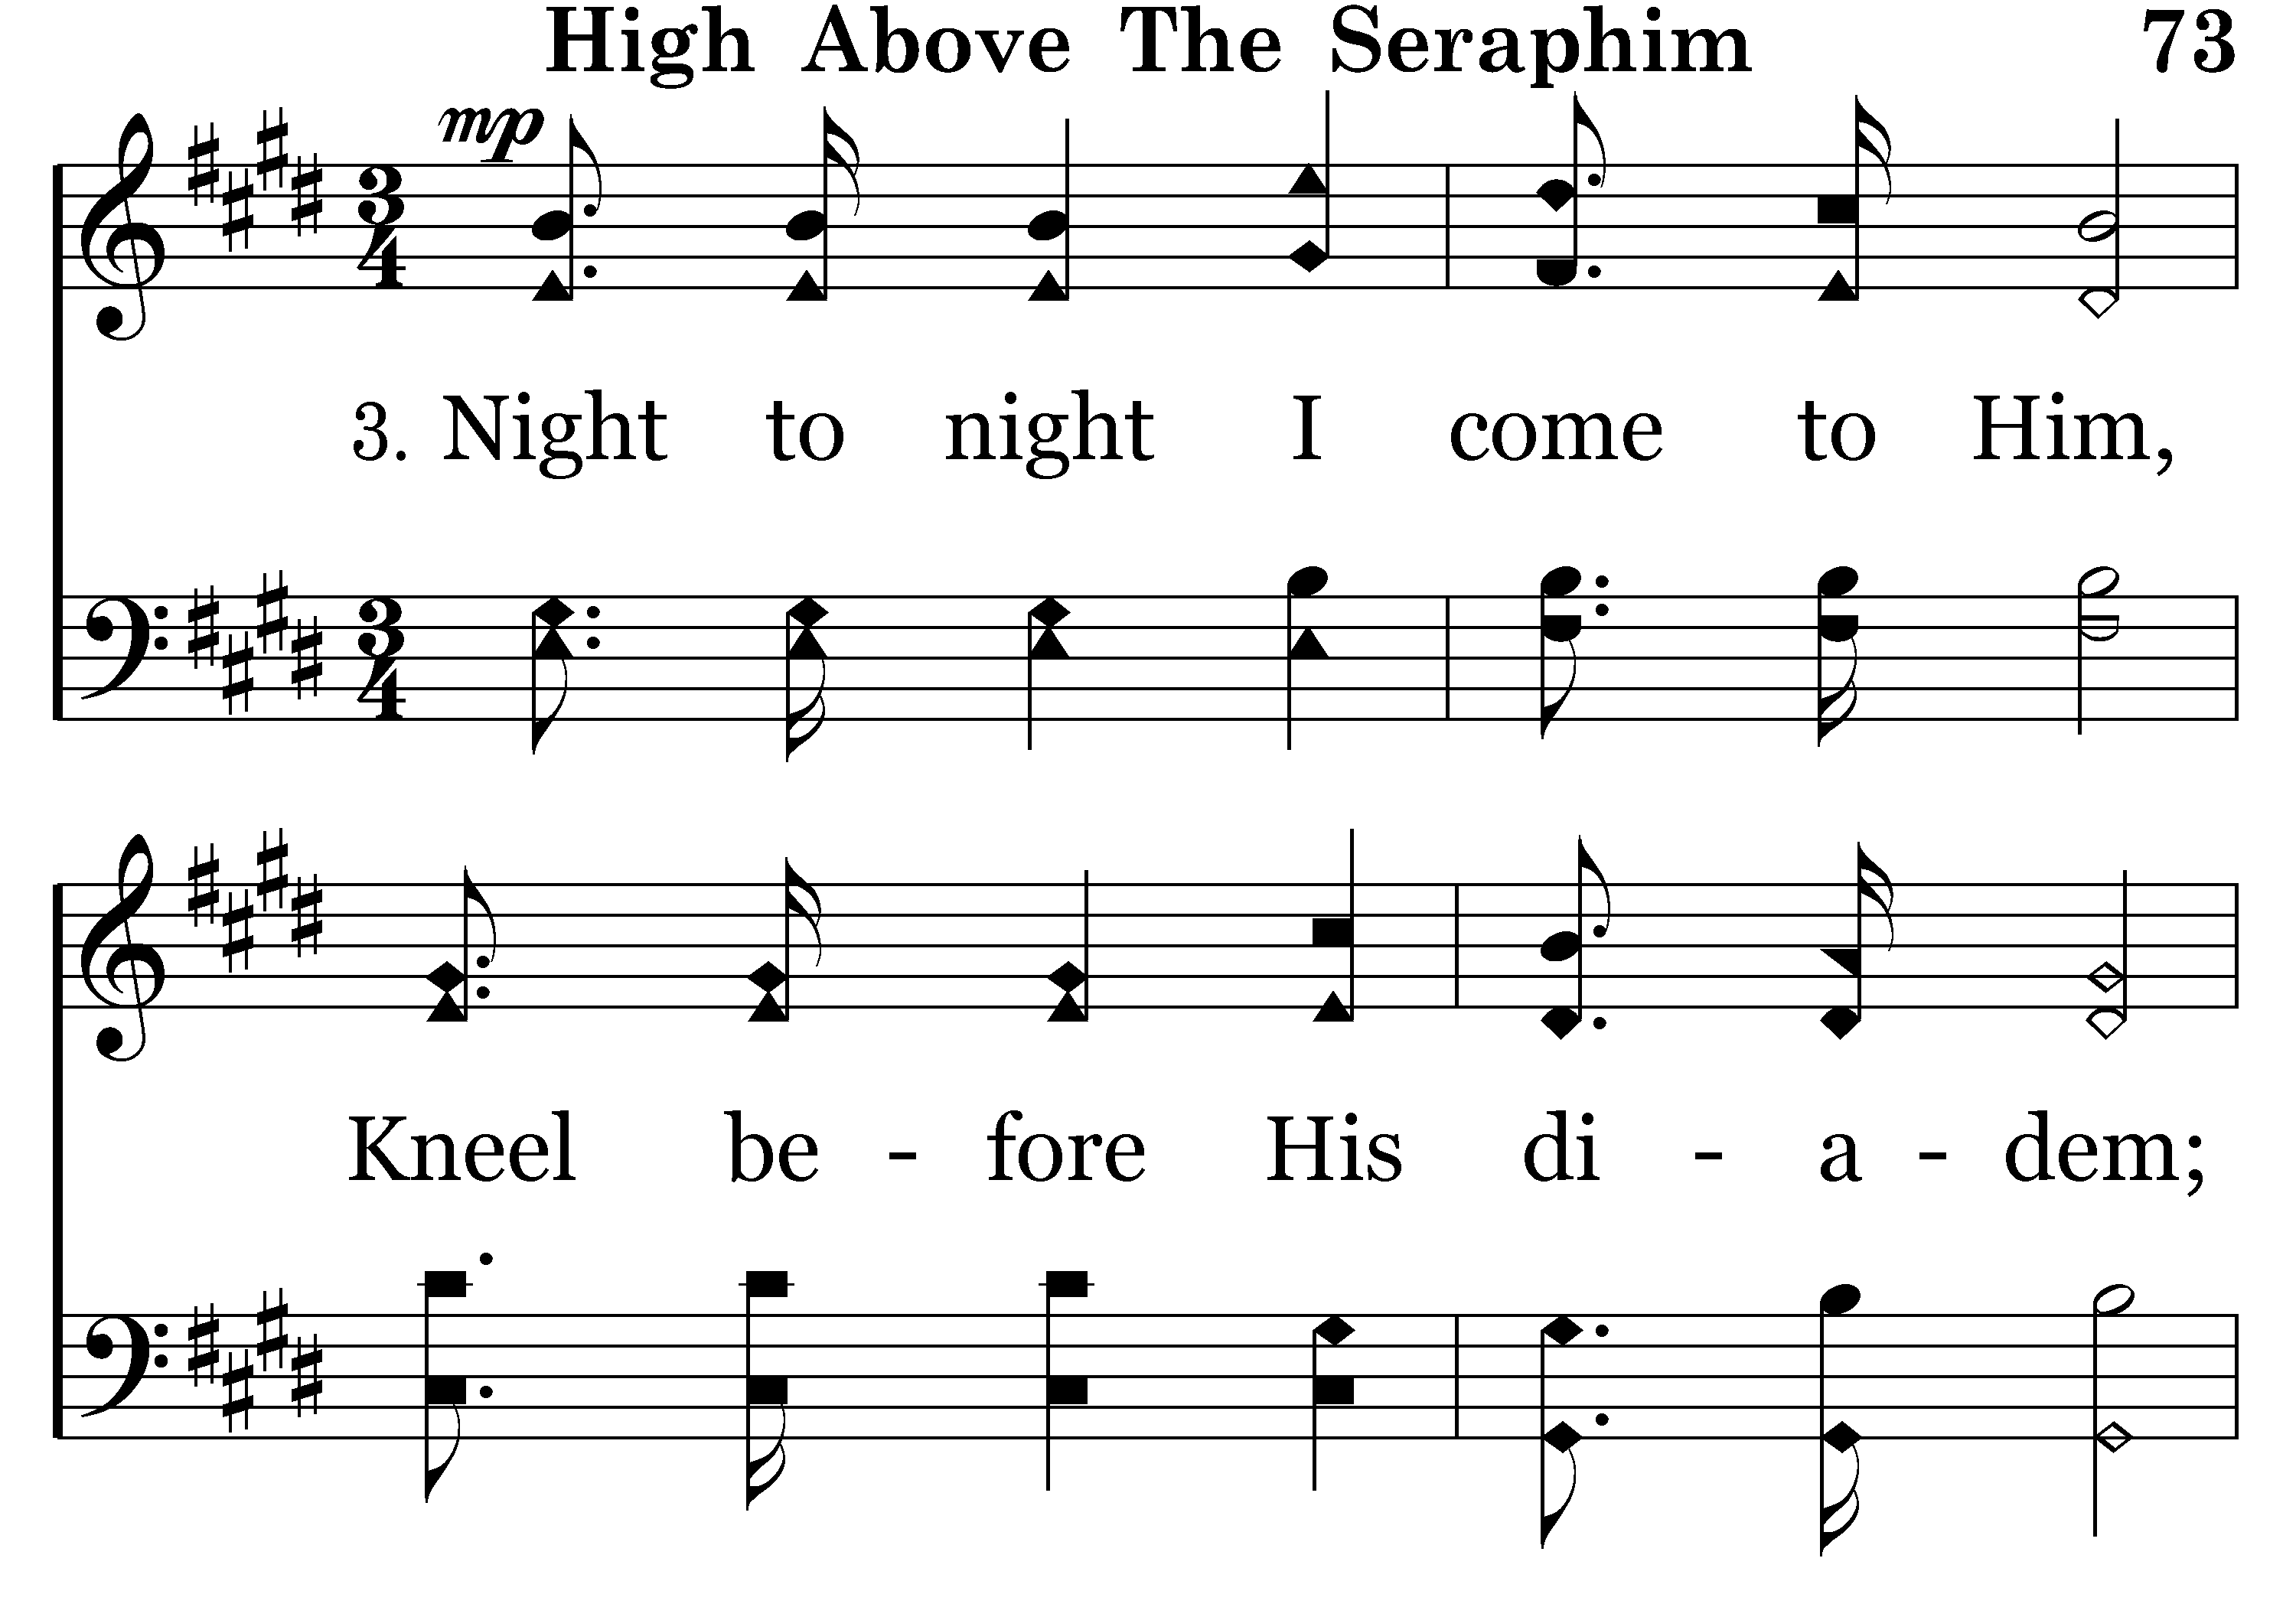 High Above The Seraphim 73
mp
3. Night to night I come to Him,
Kneel be - fore His di - a - dem;